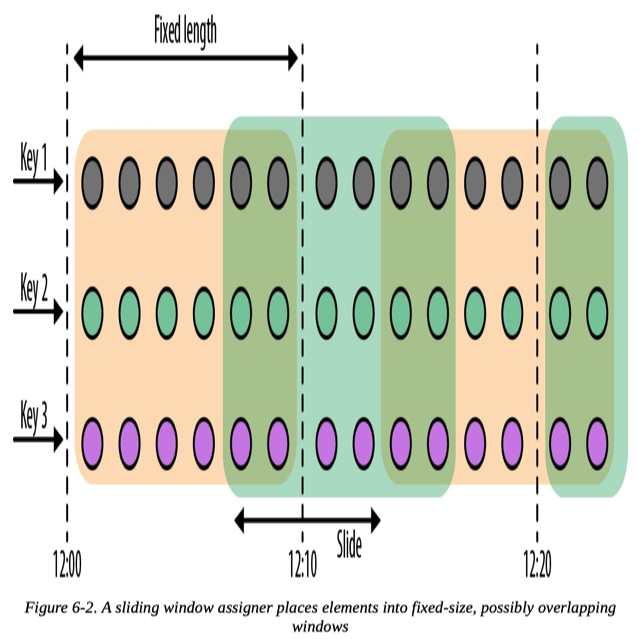 Fixed length
Key 1
Key 2
Key 3
Slide
12:00
12:10
12:20
Figure 6-2. A sliding window assigner places elements into fixed-size, possibly overlapping
windows